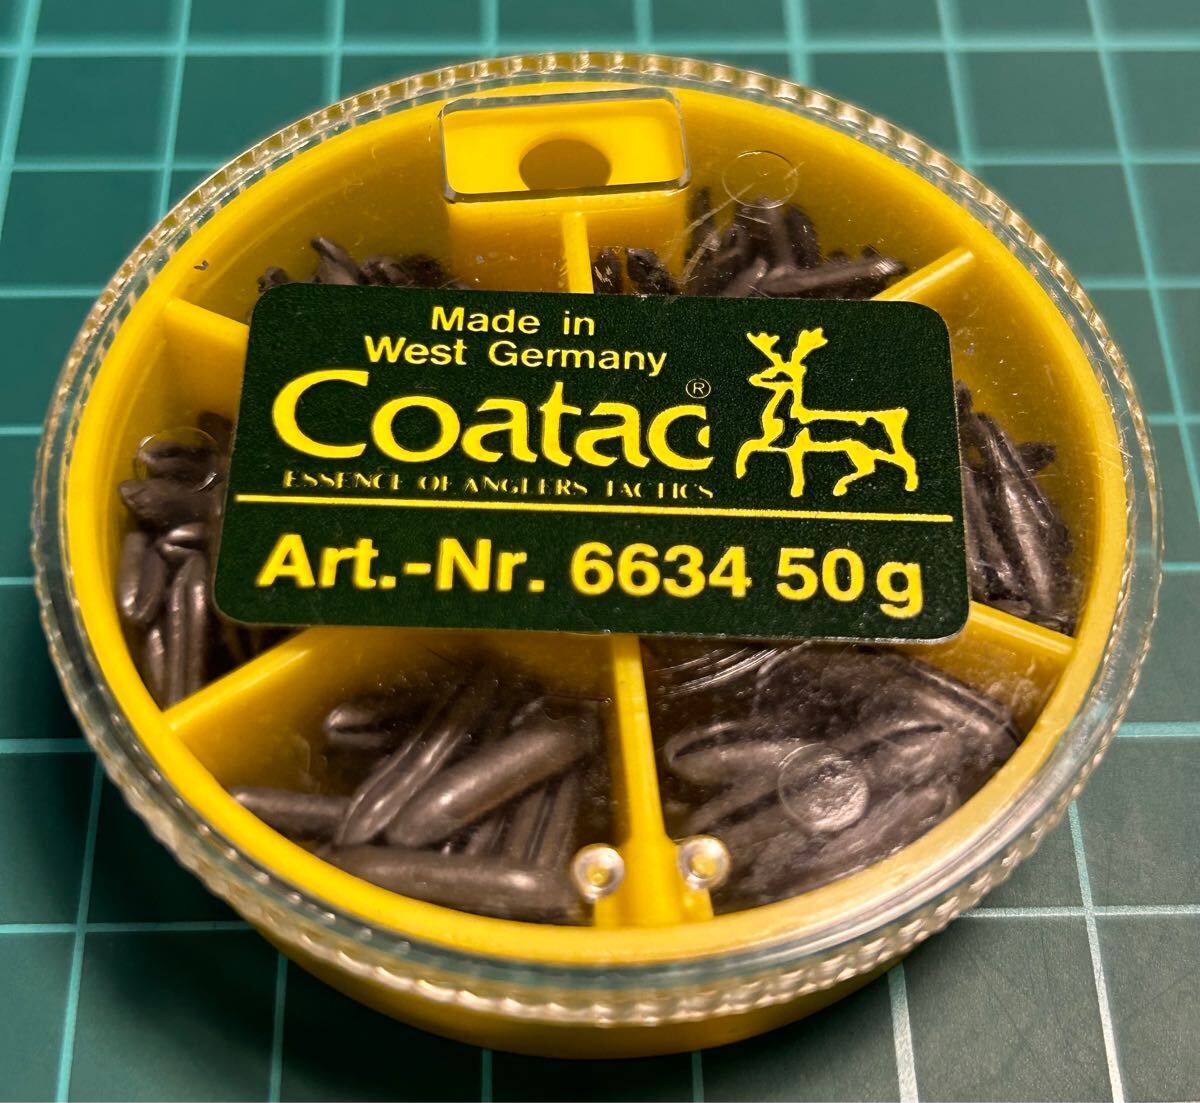 Made in
West Germany
Coatac ®
ESSENCE OF ANGLERS TACTICS
Art.-Nr. 6634 50g